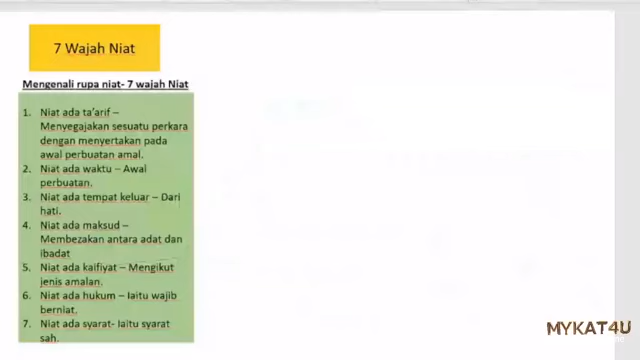 7 Wajah Niat
Mengenali rupa niat- 7 wajah Niat
1. Niat ada ta'arif –
Menyegajakan sesuatu perkara
dengan menyertakan pada
awal perbuatan amal.
2. Niat ada waktu – Awal
perbuatan.
3. Niat ada tempat keluar – Dari
hati.
4. Niat ada maksud –
Membezakan antara adat dan
ibadat
5. Niat ada kaifiyat – Mengikut
jenis amalan.
6. Niat ada hukum – Iaitu wajib
berniat.
7. Niat ada syarat- Iaitu syarat
sah.
MYKAT4U